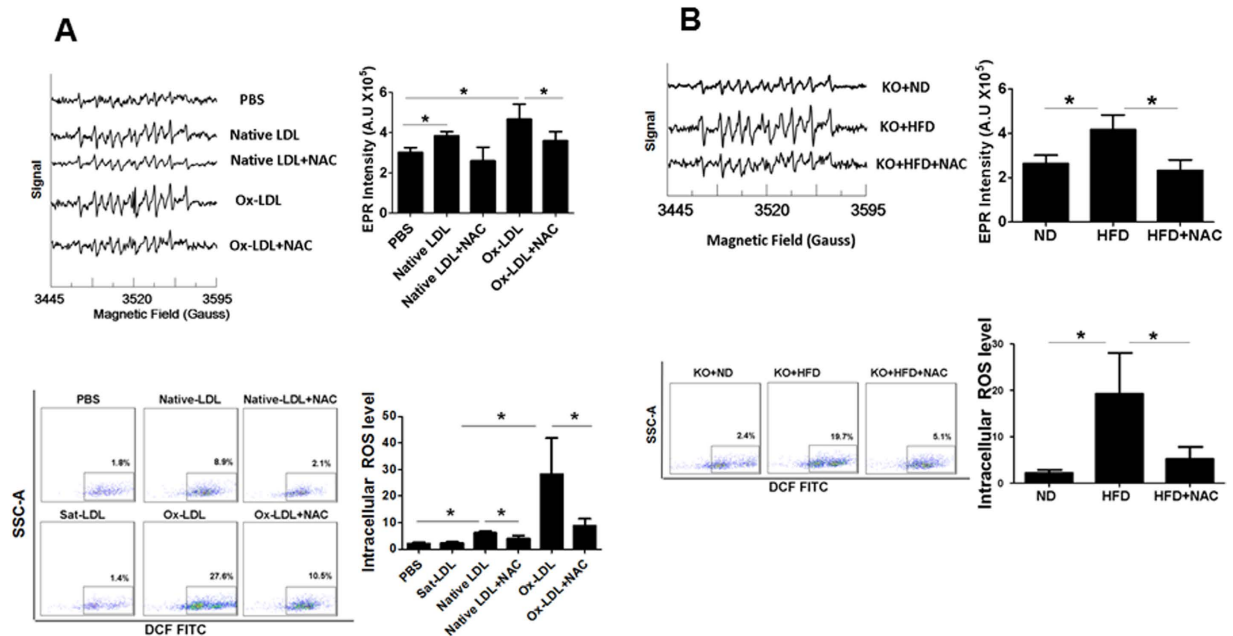 A
Signal
PBS
Native LDL
Native LDL+NAC
Ox-LDL
Ox-LDL+NAC
3445 3520 3595
Magnetic Field (Gauss)
EPR Intensity (A.U X10⁵)
6
4
2
0
* * *
PBS
Native LDL
Native LDL+NAC
Ox-LDL
Ox-LDL+NAC
SSC-A
PBS Native-LDL Native-LDL+NAC
1.8% 8.9% 2.1%
Sat-LDL Ox-LDL Ox-LDL+NAC
1.4% 27.6% 10.5%
DCF FITC
Intracellular ROS level
50
40
30
20
10
0
* * * *
PBS
Sat-LDL
Native LDL
Native LDL+NAC
Ox-LDL
Ox-LDL+NAC
B
Signal
KO+ND
KO+HFD
KO+HFD+NAC
3445 3520 3595
Magnetic Field (Gauss)
EPR Intensity (A.U X10⁵)
6
4
2
0
* *
ND HFD HFD+NAC
SSC-A
KO+ND KO+HFD KO+HFD+NAC
2.4% 19.7% 5.1%
DCF FITC
Intracellular ROS level
30
20
10
0
* *
ND HFD HFD+NAC